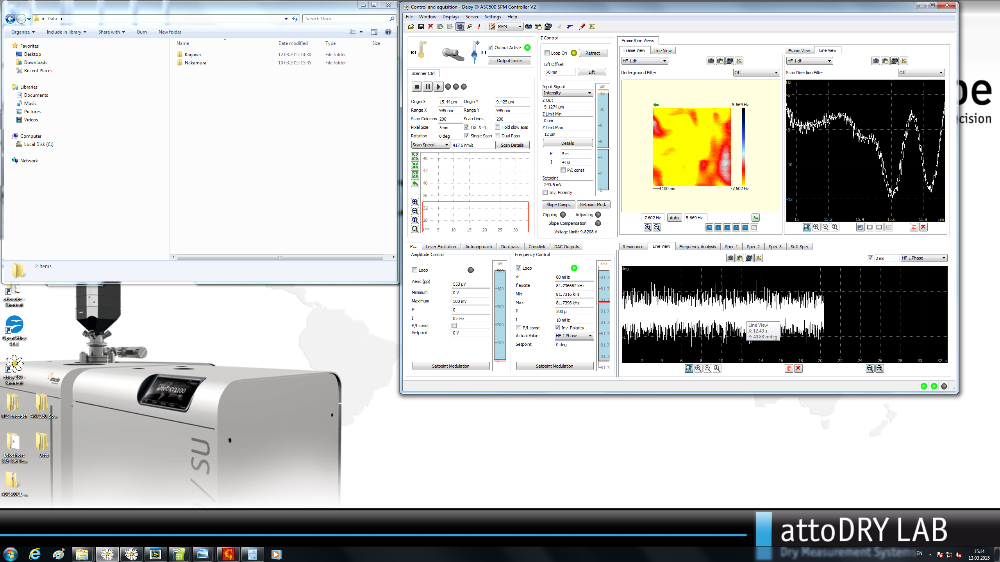 Data
Search Data
Organize
Include in library
Share with
Burn
New folder
Name
Date modified
Type
Size
Favorites
Desktop
Downloads
Recent Places
Libraries
Documents
Music
Pictures
Videos
Computer
Local Disk (C:)
Network
Kagawa 12.03.2015 14:30 File folder
Nakamura 10.03.2015 15:35 File folder
2 items
Control and aquisition - Daisy @ ASC500 SPM Controller V2
File Window Displays Server Settings Help
MFM
RT
LT
Output Active
Output Limits
Scanner Ctrl
Origin X 15.44 µm Origin Y 9.425 µm
Range X 999 nm Range Y 999 nm
Scan Columns 200 Scan Lines 200
Pixel Size 5 nm Fix X=Y Hold slow axis
Rotation 0 deg Single Scan Dual Pass
Scan Speed 417.6 nm/s Scan Details
48
44
40
36
32
28
µm 5 10 15 20 25 30
Z Control
Loop On Retract
Lift Offset
70 nm Lift
Input Signal
Intensity
Z Out
5.1274 µm
Z Limit Min
0 nm
Z Limit Max
12 µm
Details
P 5 m
I 4 Hz
P/I const
Setpoint
240.5 mV
Inv. Polarity
µm
12
10
8
6
4
2
0
Slope Comp. Setpoint Mod.
Clipping Adjusting
Slope Compensation
Voltage Limit: 9.8208 V
Frame/Line Views
Frame View Line View
HF 1 df
Underground Filter Off
5.669 Hz
-7.602 Hz
100 nm
-7.602 Hz Auto 5.669 Hz
Frame View Line View
HF 1 df
Scan Direction Filter Off
Hz
-6
-8
-10
-12
15 15.2 15.4 15.6 15.8 µm
STOP
PLL Lever Excitation Autoapproach Dual pass Crosslink DAC Outputs
Amplitude Control
Loop
Aexc (pp) 553 µV
Minimum 0 V
Maximum 500 mV
P 0
I 0 mHz
P/I const
Setpoint 0 V
Setpoint Modulation
mV
500
400
300
200
100
Frequency Control
Loop
df 88 mHz
f excite 81.736662 kHz
Min 81.7316 kHz
Max 81.7396 kHz
P 200 µ
I 10 mHz
P/I const Inv. Polarity
Actual Value HF 1 Phase
Setpoint 0 deg
Setpoint Modulation
kHz
Resonance Line View Frequency Analysis Spec 1 Spec 2 Spec 3 Soft Spec
2 ms HF 1 Phase
deg
1
-1
Line View
X: 12.43 s
Y: 40.88 mdeg
2 4 6 8 10 12 14 16 18 20 22 24 26 28 30 32 s
STOP
be
cision
attocube -
Shortcut
OpenOffice
4.1.1
daisy 350 -
Shortcut
RES encoder
ANC350_So...
Lakeshore
335-336 Te...
Data
ASC500CL-...
attocube
attoDRY1100
/SU
attoDRY LAB
Dry Measurement Systems
EN
15:14
13.03.2015